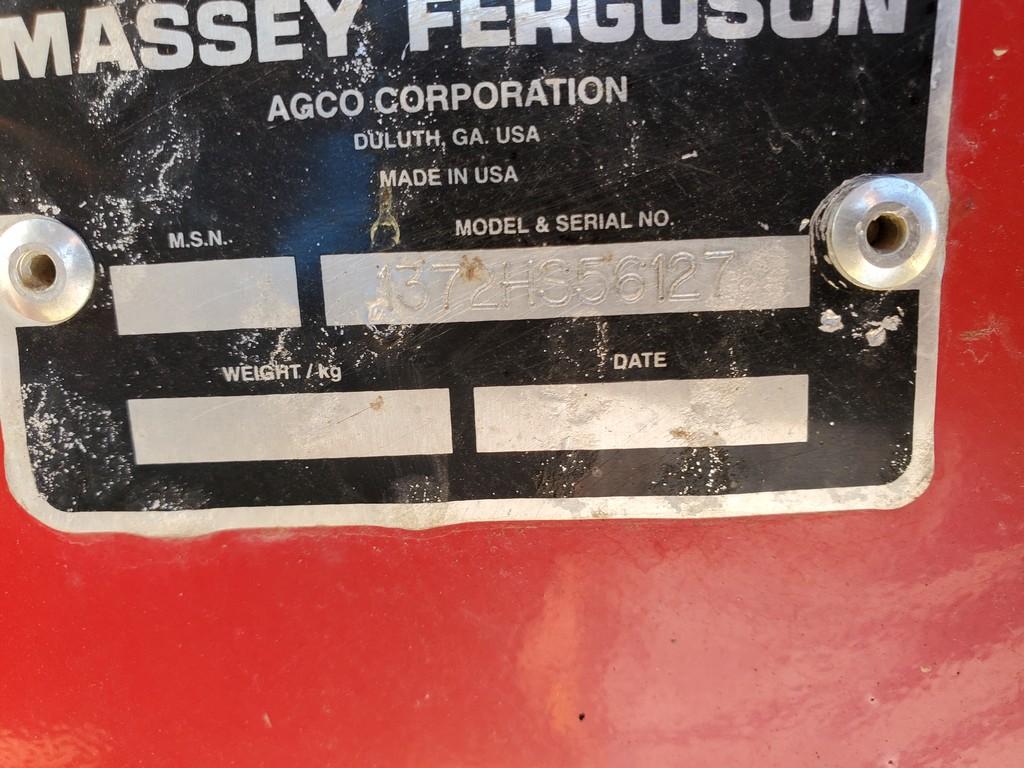 MASSEY FERGUSON
AGCO CORPORATION
DULUTH, GA. USA
MADE IN USA
M.S.N.
MODEL & SERIAL NO.
1372HS56127
WEIGHT / kg
DATE